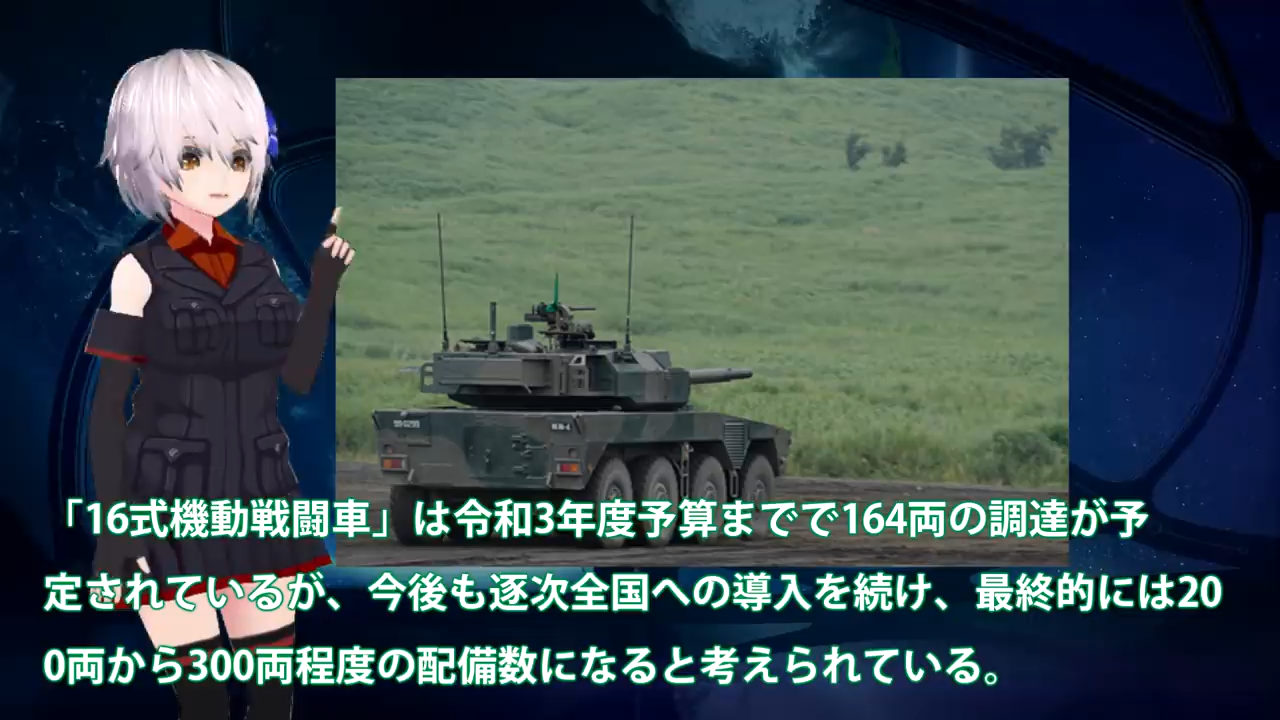 「16式機動戦闘車」は令和3年度予算までで164両の調達が予
定されているが、今後も逐次全国への導入を続け、最終的には20
0両から300両程度の配備数になると考えられている。